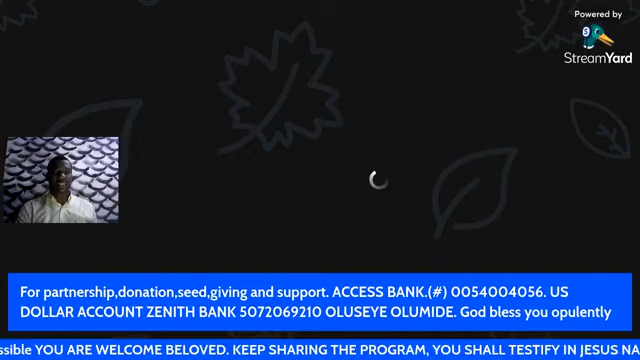 Powered by
StreamYard
For partnership,donation,seed,giving and support. ACCESS BANK.(#) 0054004056. US
DOLLAR ACCOUNT ZENITH BANK 5072069210 OLUSEYE OLUMIDE. God bless you opulently
ssible YOU ARE WELCOME BELOVED. KEEP SHARING THE PROGRAM, YOU SHALL TESTIFY IN JESUS NA